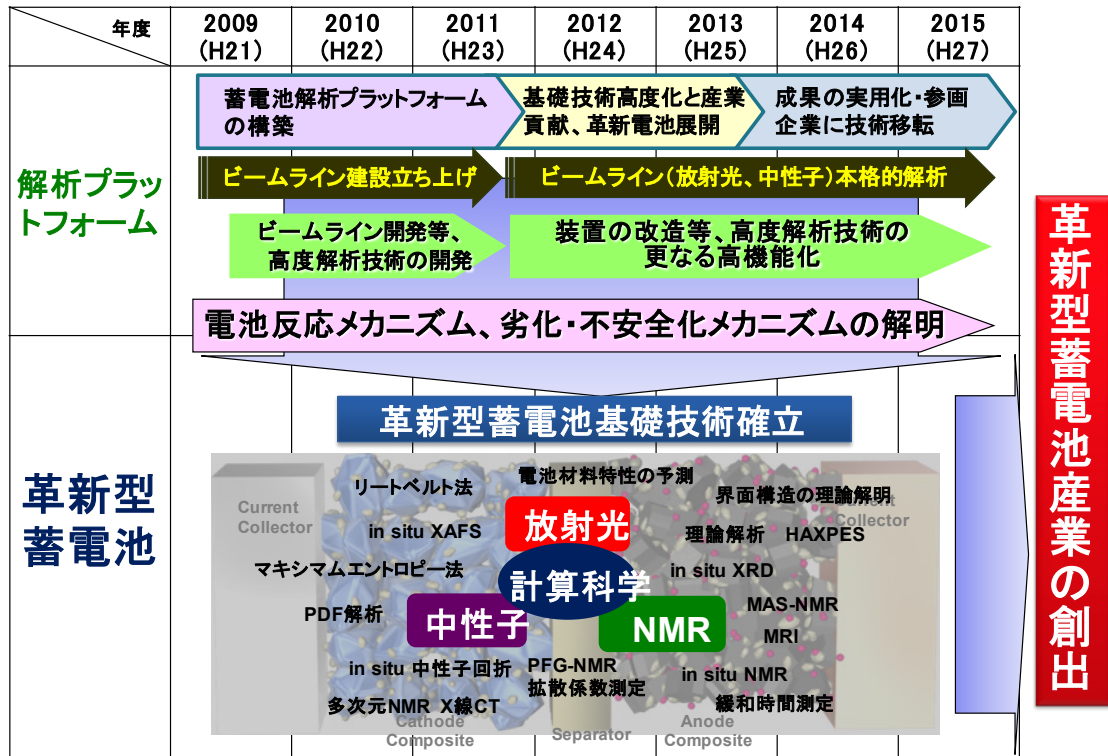 年度
2009
(H21)
2010
(H22)
2011
(H23)
2012
(H24)
2013
(H25)
2014
(H26)
2015
(H27)
解析プラッ
トフォーム
蓄電池解析プラットフォーム
の構築
基礎技術高度化と産業
貢献、革新電池展開
成果の実用化・参画
企業に技術移転
ビームライン建設立ち上げ
ビームライン(放射光、中性子)本格的解析
ビームライン開発等、
高度解析技術の開発
装置の改造等、高度解析技術の
更なる高機能化
電池反応メカニズム、劣化・不安全化メカニズムの解明
革新型
蓄電池
革新型蓄電池基礎技術確立
電池材料特性の予測
リートベルト法
界面構造の理論解明
Current
Collector
Current
Collector
in situ XAFS
放射光
理論解析
HAXPES
マキシマムエントロピー法
計算科学
in situ XRD
PDF解析
中性子
NMR
MAS-NMR
MRI
in situ 中性子回折
PFG-NMR
拡散係数測定
in situ NMR
多次元NMR
X線CT
緩和時間測定
Cathode
Composite
Separator
Anode
Composite
革新型蓄電池産業の創出